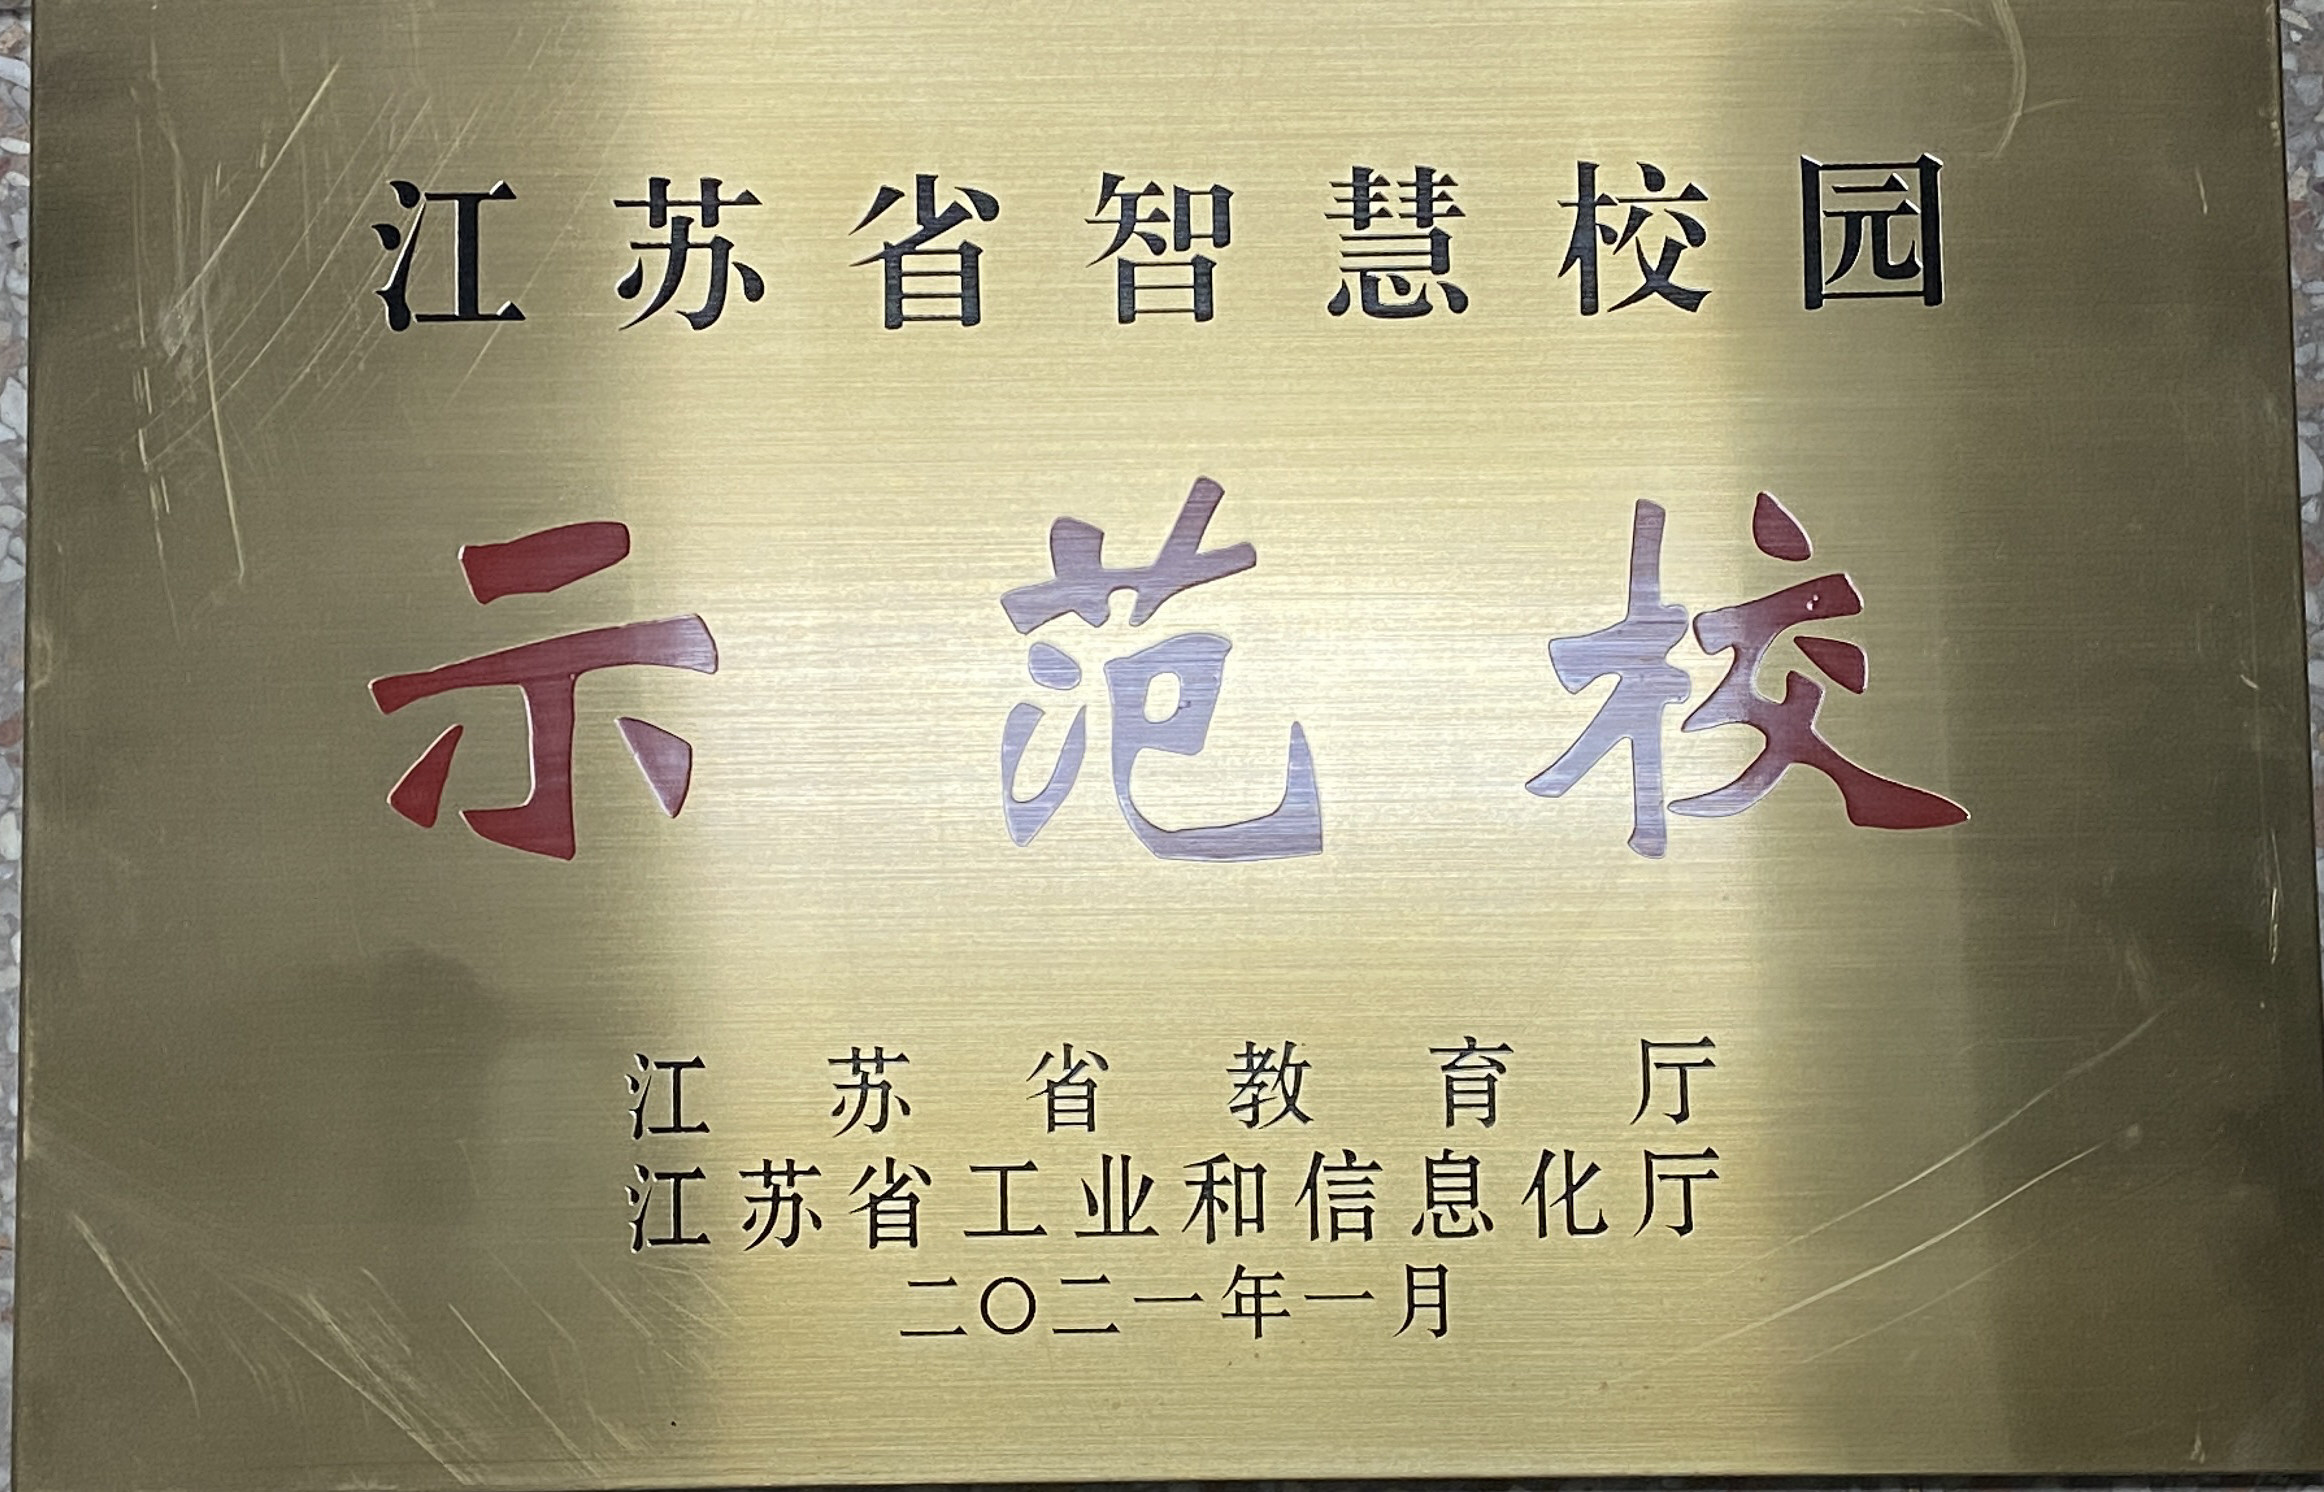 江苏省智慧校园
示范校
江苏省教育厅
江苏省工业和信息化厅
二〇二一年一月